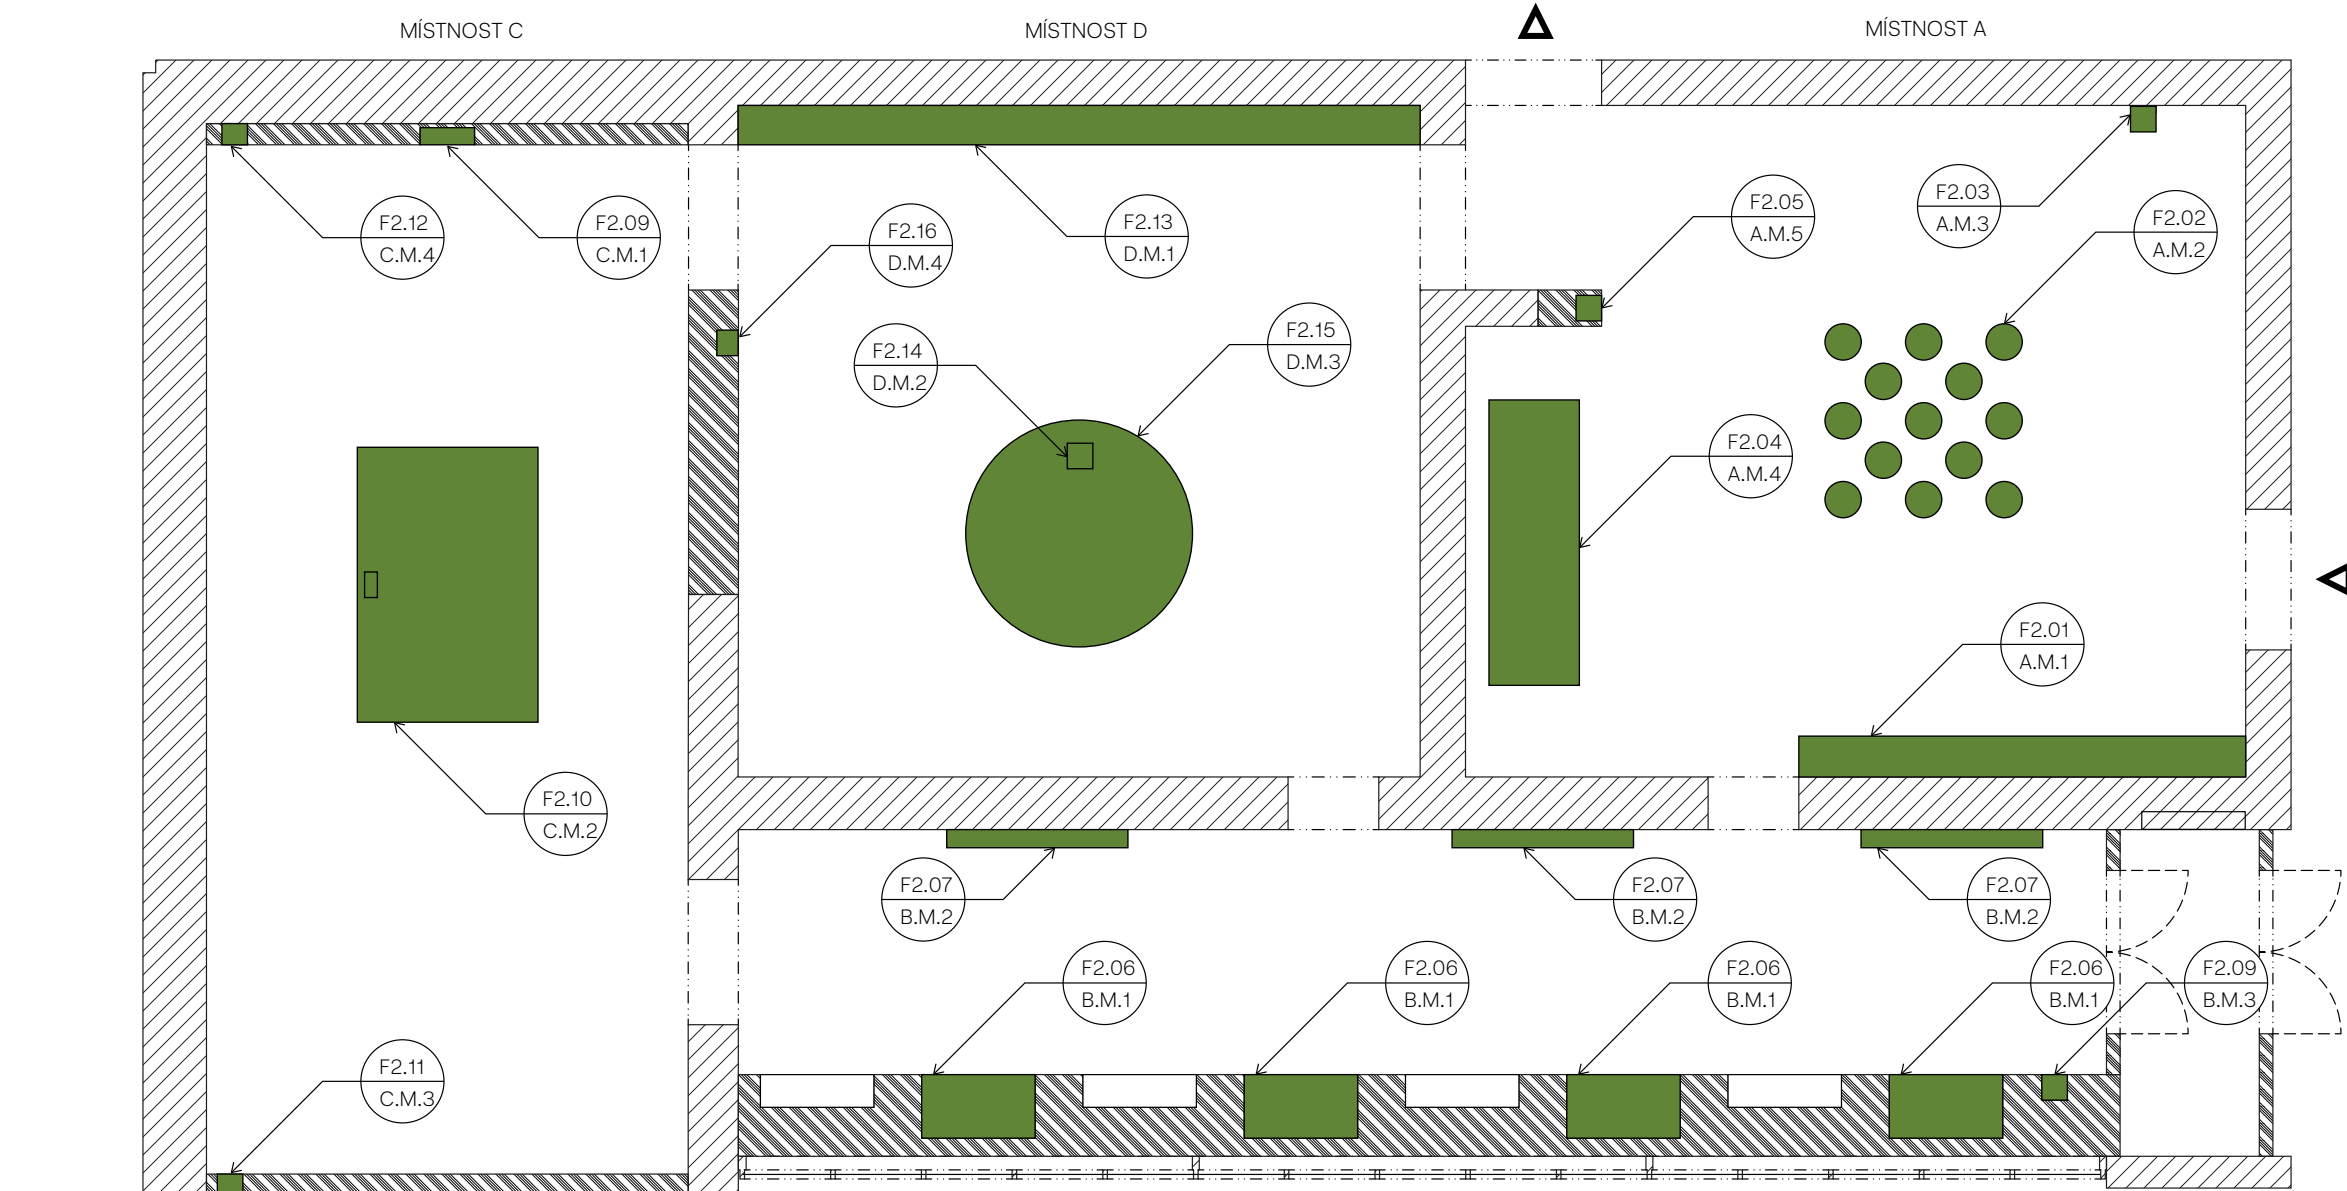 MÍSTNOST C
MÍSTNOST D
MÍSTNOST A
F2.12
C.M.4
F2.09
C.M.1
F2.16
D.M.4
F2.13
D.M.1
F2.14
D.M.2
F2.15
D.M.3
F2.05
A.M.5
F2.03
A.M.3
F2.02
A.M.2
F2.04
A.M.4
F2.01
A.M.1
F2.10
C.M.2
F2.07
B.M.2
F2.07
B.M.2
F2.07
B.M.2
F2.06
B.M.1
F2.06
B.M.1
F2.06
B.M.1
F2.06
B.M.1
F2.09
B.M.3
F2.11
C.M.3